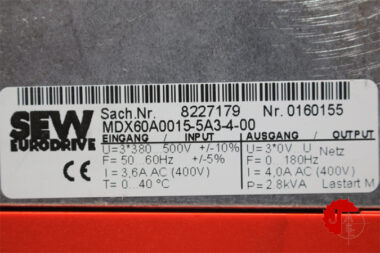 Sach.Nr. 8227179 Nr. 0160155
SEW
EURODRIVE
MDX60A0015-5A3-4-00
EINGANG / INPUT AUSGANG / OUTPUT
U=3*380 500V +/-10% U=3*0V U Netz
F= 50 60Hz +/-5% F= 0 180Hz
I = 3,6A AC (400V) I = 4,0A AC (400V)
T= 0...40 °C P= 2.8kVA Lastart M
CE